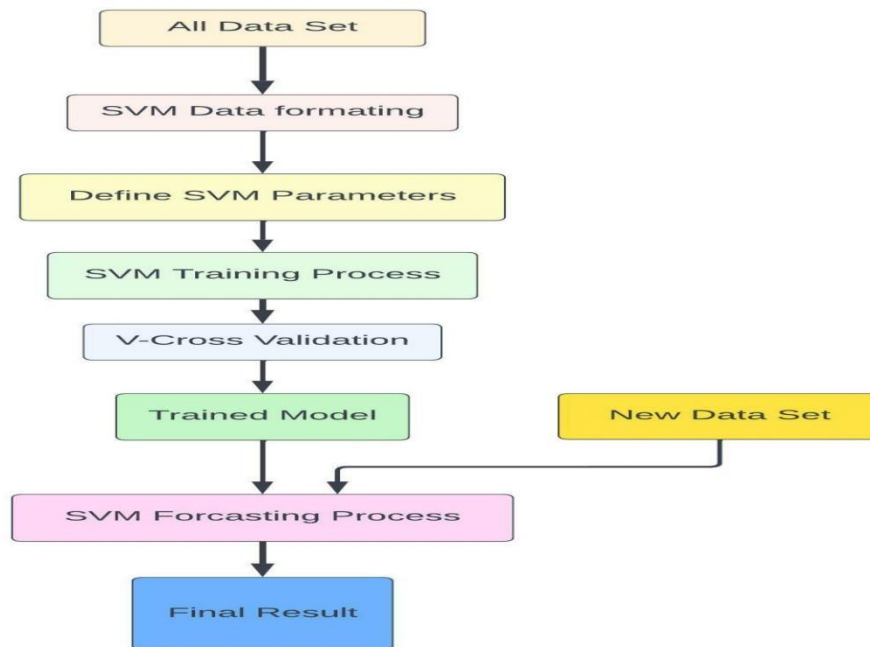 All Data Set
SVM Data formating
Define SVM Parameters
SVM Training Process
V-Cross Validation
Trained Model
New Data Set
SVM Forcasting Process
Final Result